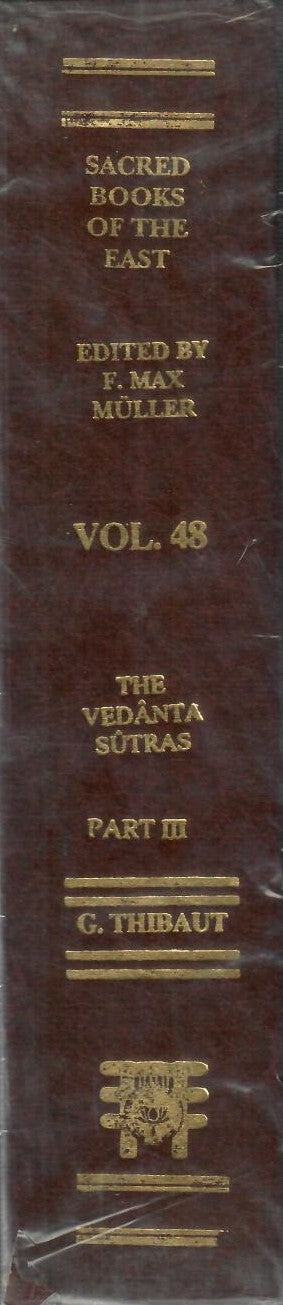 SACRED
BOOKS
OF THE
EAST
EDITED BY
F. MAX
MÜLLER
VOL. 48
THE
VEDÂNTA
SÛTRAS
PART III
G. THIBAUT